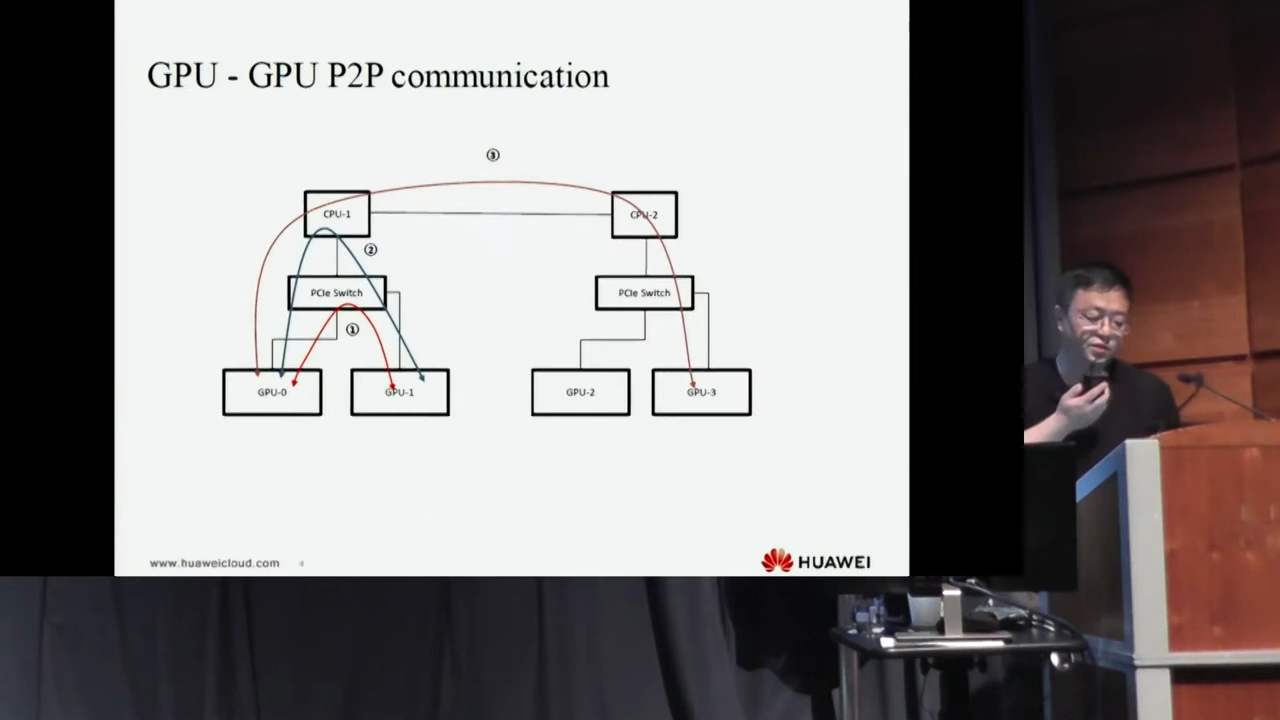 GPU - GPU P2P communication
③
CPU-1
CPU-2
②
PCIe Switch
PCIe Switch
①
GPU-0
GPU-1
GPU-2
GPU-3
www.huaweicloud.com
HUAWEI